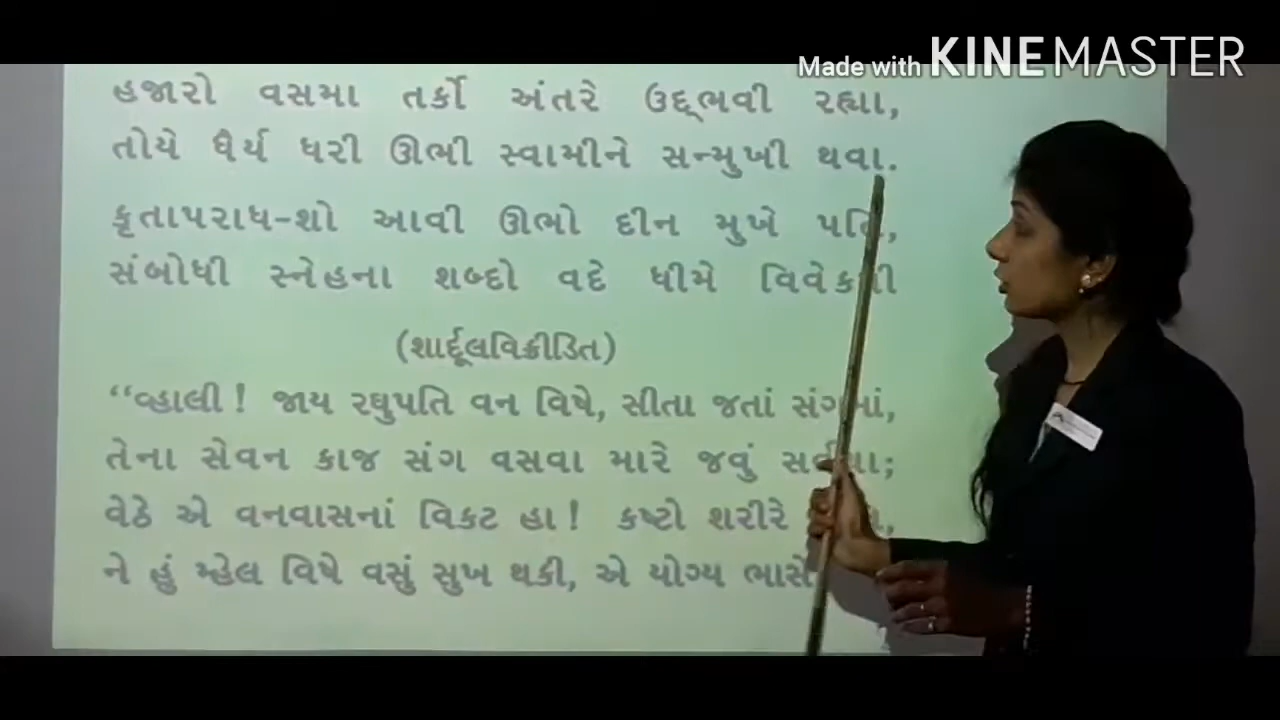 Made with KINEMASTER
હજારો વસમા તર્કો અંતરે ઉદ્ભવી રહ્યા,
તોયે ધૈર્ય ધરી ઊભી સ્વામીને સન્મુખી થવા.
કૃતાપરાધ-શો આવી ઊભો દીન મુખે પતિ,
સંબોધી સ્નેહના શબ્દો વદે ધીમે
(શાર્દૂલવિક્રીડિત)
“વ્હાલી ! જાય રઘુપતિ વન વિષે, સીતા જતાં
તેના સેવન કાજ સંગ વસવા મારે જવું
વેઠે એ વનવાસનાં વિકટ હા ! કષ્ટો શરીરે
ને હું મ્હેલ વિષે વસું સુખ થકી, એ યોગ્ય ભાસે